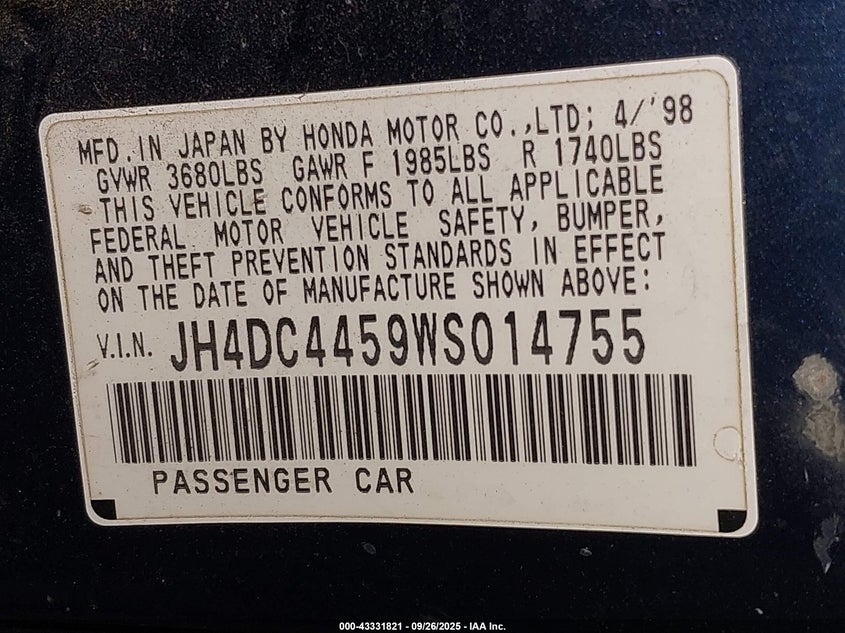 MFD. IN JAPAN BY HONDA MOTOR CO.,LTD; 4/'98
GVWR 3680LBS GAWR F 1985LBS R 1740LBS
THIS VEHICLE CONFORMS TO ALL APPLICABLE
FEDERAL MOTOR VEHICLE SAFETY, BUMPER,
AND THEFT PREVENTION STANDARDS IN EFFECT
ON THE DATE OF MANUFACTURE SHOWN ABOVE:
V.I.N. JH4DC4459WS014755
PASSENGER CAR
000-43331821 - 09/26/2025 - IAA Inc.